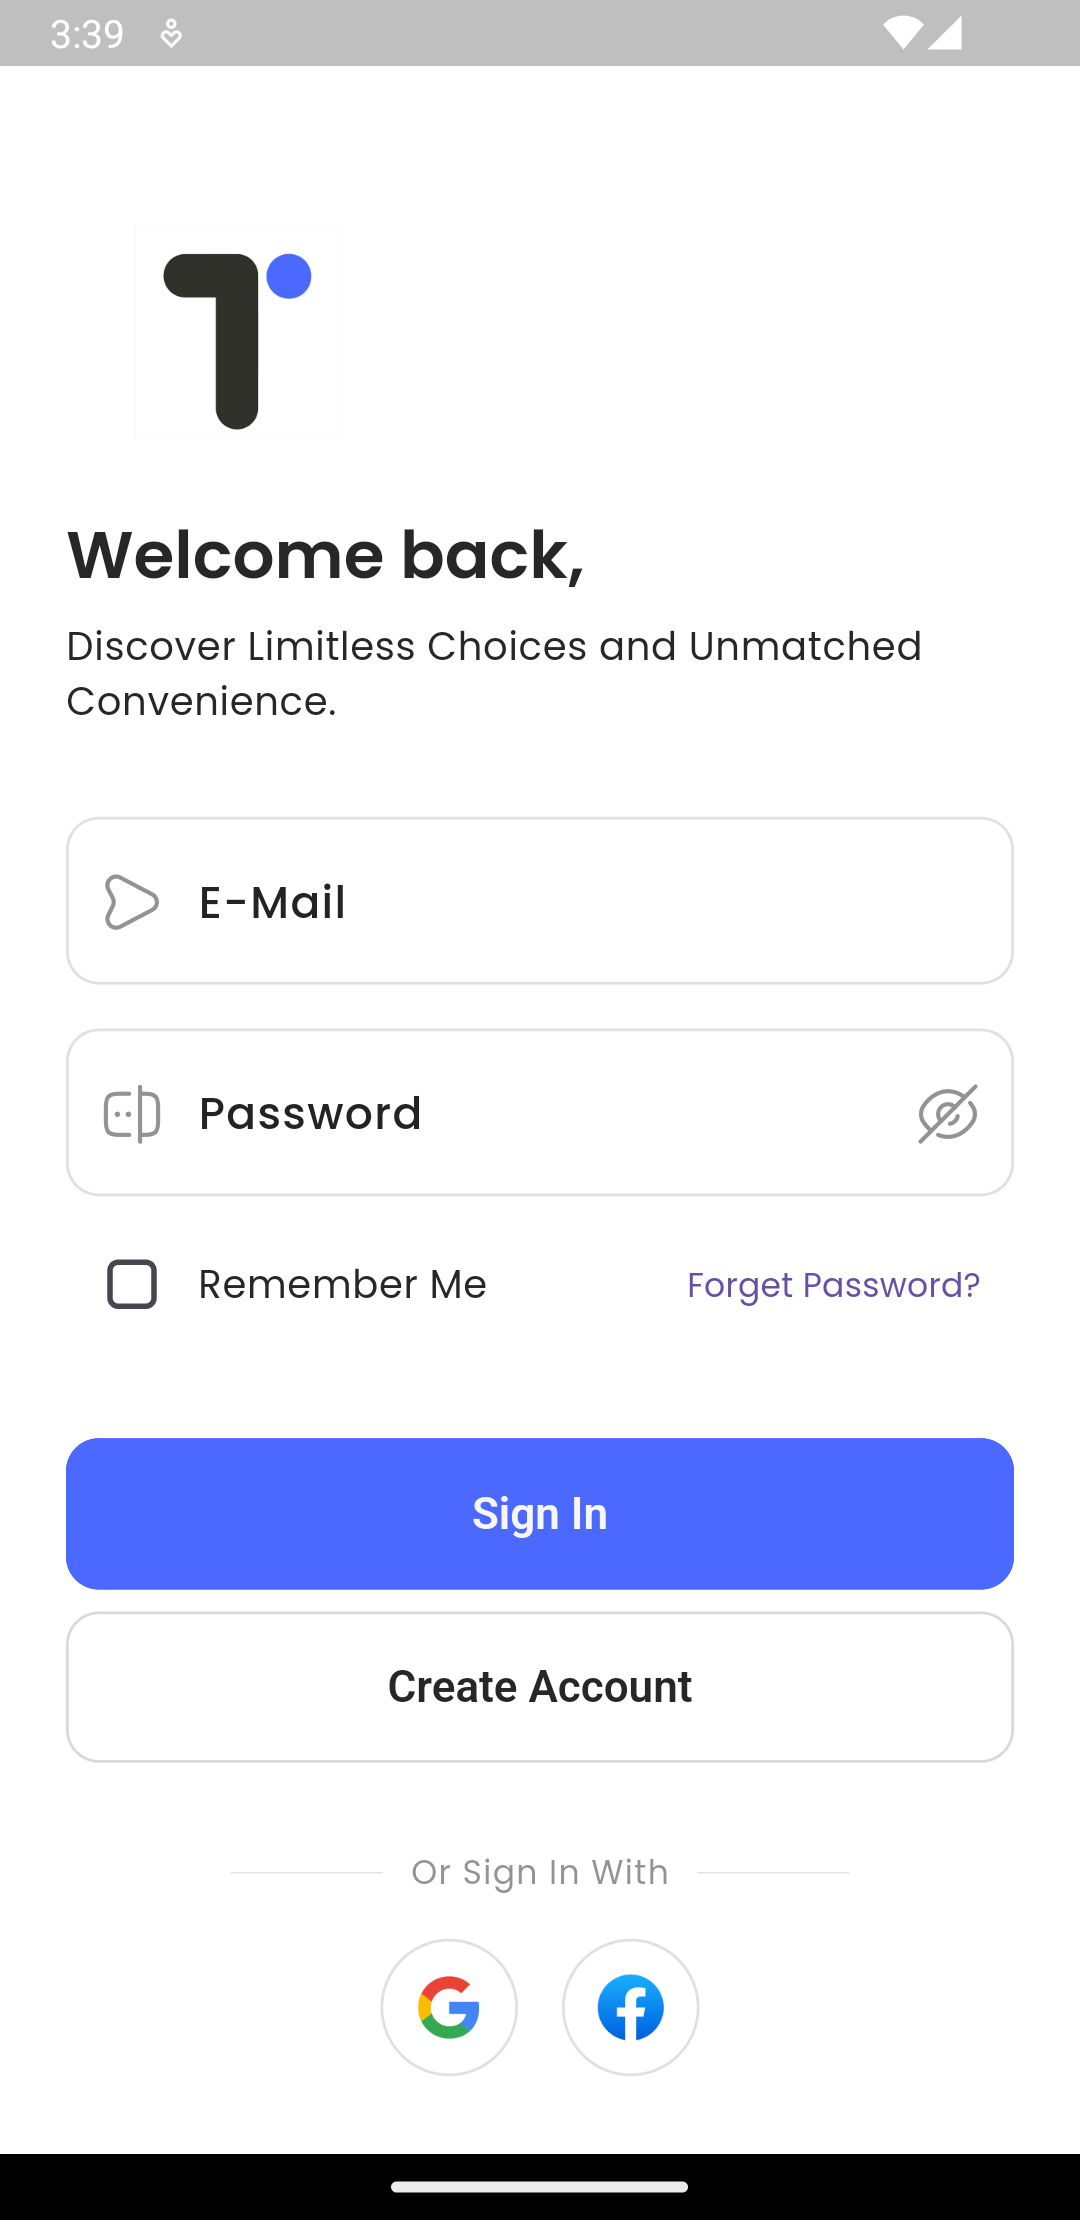 3:39
Welcome back,
Discover Limitless Choices and Unmatched
Convenience.
E-Mail
Password
Remember Me
Forget Password?
Sign In
Create Account
Or Sign In With